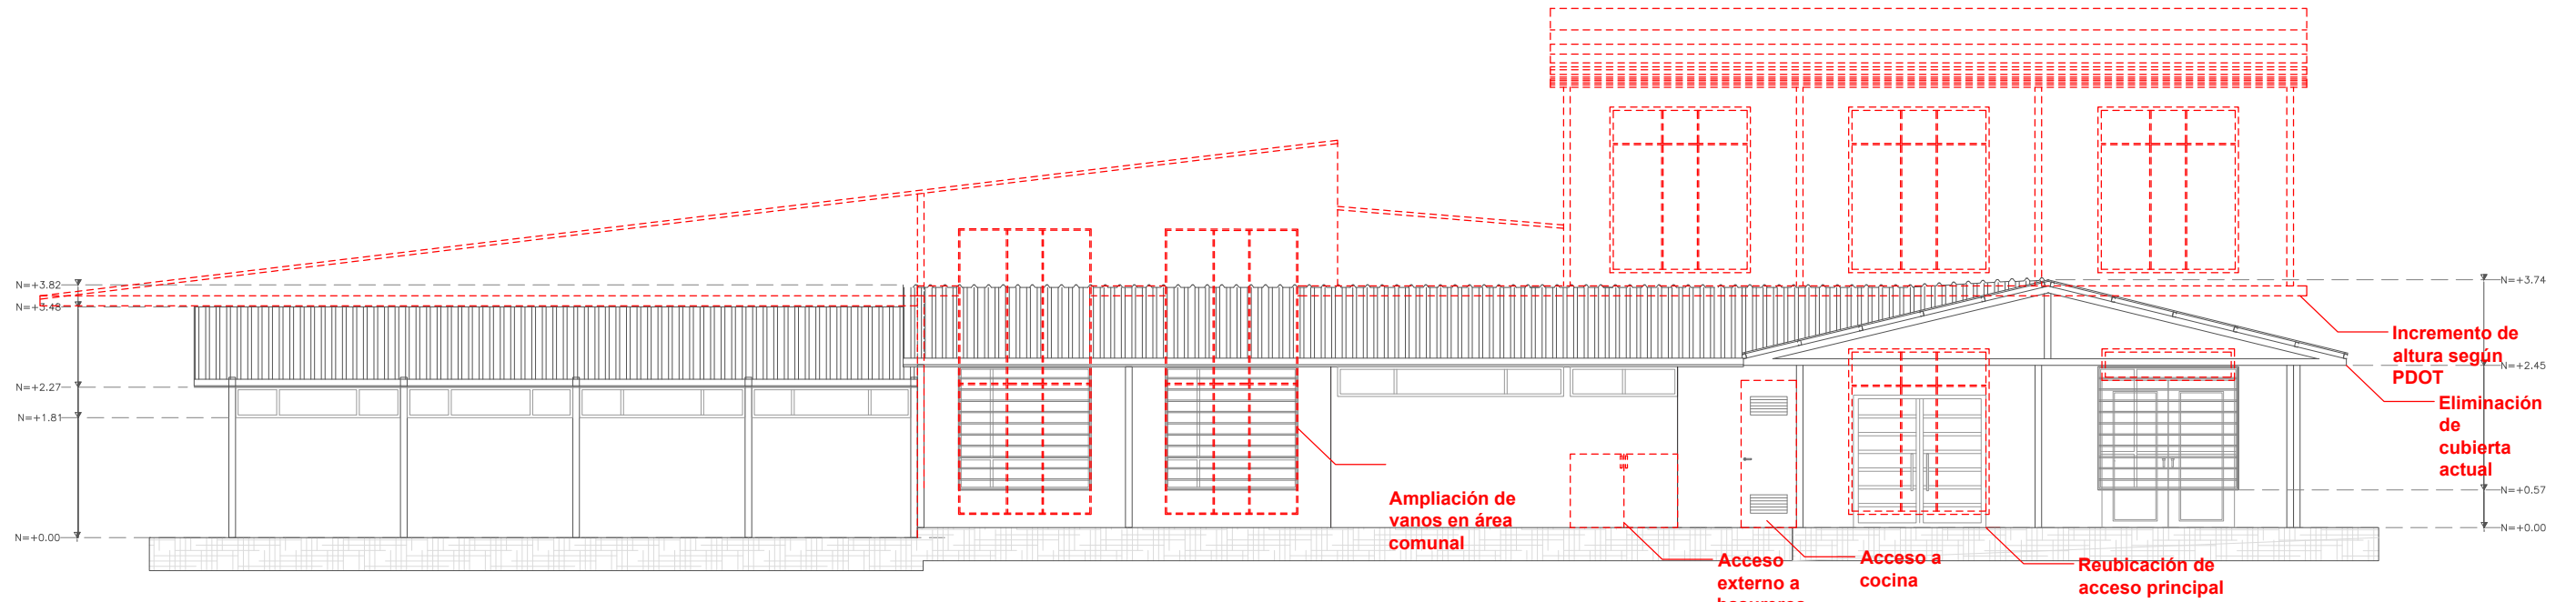 N=+3.82
N=+3.48
N=+2.27
N=+1.81
N=+0.00
N=+3.74
N=+2.45
N=+0.57
N=+0.00
Incremento de
altura según
PDOT
Eliminación
de
cubierta
actual
Ampliación de
vanos en área
comunal
Acceso
externo a
Acceso a
cocina
Reubicación de
acceso principal